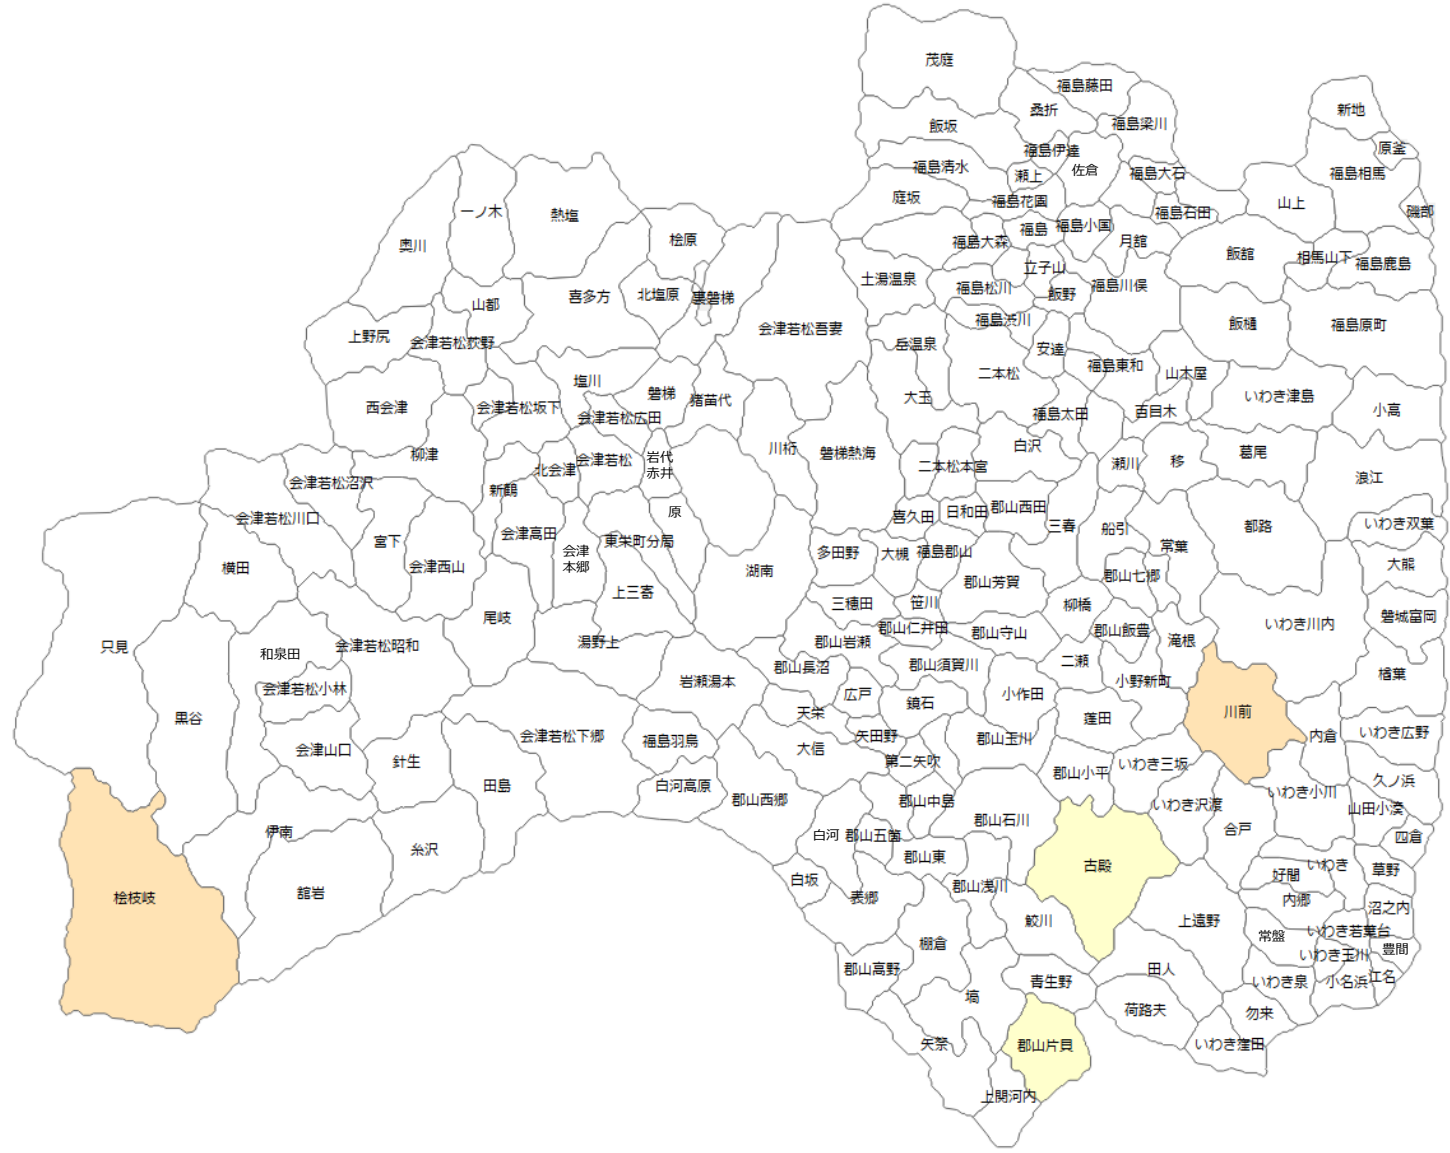 茂庭
福島藤田
桑折
新地
飯坂
福島梁川
原釜
福島伊達
福島清水
佐倉
福島大石
福島相馬
瀬上
庭坂
福島花園
山上
一ノ木
熱塩
福島石田
磯部
福島
福島小国
奥川
桧原
福島大森
月舘
飯舘
相馬山下
福島鹿島
立子山
土湯温泉
福島川俣
福島松川
飯野
喜多方
北塩原
裏磐梯
山都
福島渋川
飯樋
福島原町
会津若松吾妻
上野尻
会津若松荻野
岳温泉
安達
福島東和
二本松
山木屋
塩川
磐梯
猪苗代
大玉
いわき津島
西会津
会津若松坂下
会津若松広田
福島太田
百目木
小高
白沢
川桁
磐梯熱海
葛尾
柳津
会津若松
岩代
赤井
北会津
二本松本宮
瀬川
移
浪江
会津若松沼沢
新鶴
郡山西田
原
日和田
喜久田
会津若松川口
三春
船引
都路
いわき双葉
会津高田
宮下
東栄町分局
会津
本郷
多田野
大槻
福島郡山
常葉
横田
会津西山
湖南
大熊
郡山芳賀
郡山七郷
上三寄
三穂田
笹川
柳橋
尾岐
磐城富岡
いわき川内
郡山仁井田
郡山守山
郡山飯豊
只見
和泉田
会津若松昭和
湯野上
郡山岩瀬
滝根
郡山長沼
郡山須賀川
二瀬
楢葉
会津若松小林
岩瀬湯本
小野新町
広戸
鏡石
小作田
天栄
黒谷
蓬田
川前
会津山口
会津若松下郷
福島羽鳥
大信
矢田野
郡山玉川
内倉
いわき広野
針生
第二矢吹
郡山小平
いわき三坂
田島
白河高原
郡山西郷
久ノ浜
郡山中島
いわき沢渡
いわき小川
山田小湊
伊南
郡山石川
合戸
白河
郡山五箇
四倉
糸沢
郡山東
古殿
いわき
草野
舘岩
白坂
郡山浅川
好間
桧枝岐
表郷
内郷
沼之内
鮫川
上遠野
棚倉
常盤
いわき若葉台
豊間
いわき玉川
郡山高野
田人
青生野
いわき泉
小名浜
江名
塙
荷路夫
勿来
矢祭
郡山片貝
いわき窪田
上関河内